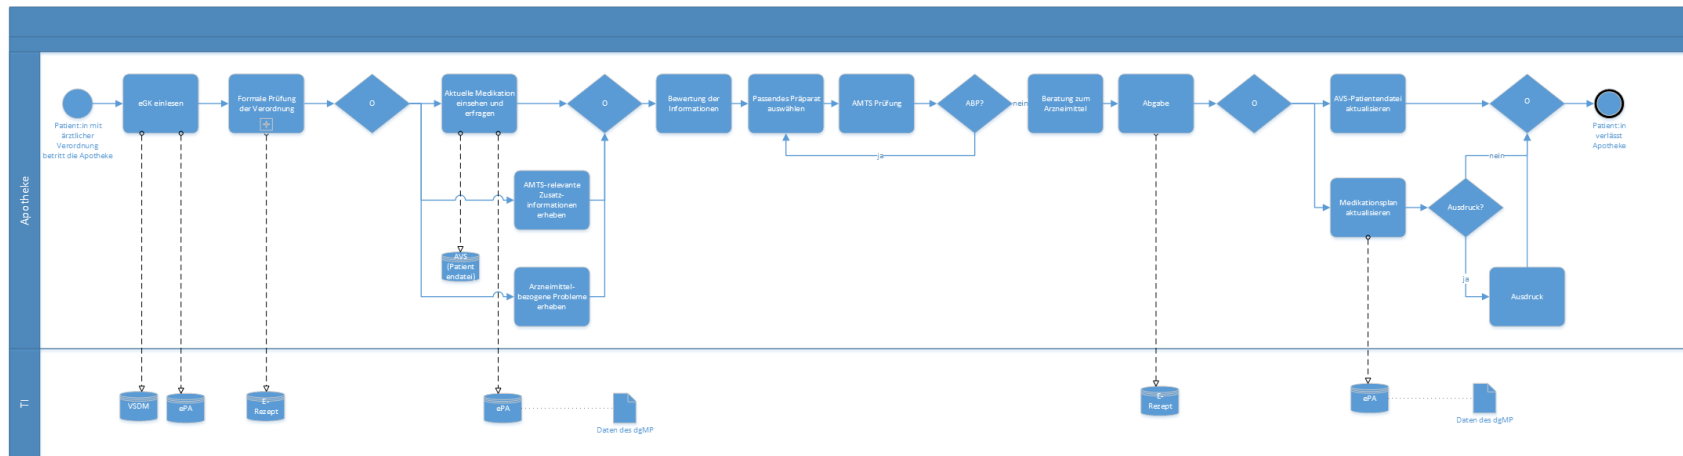 Apotheke
Patient:in mit
ärztlicher
Verordnung
betritt die Apotheke
eGK einlesen
Formale Prüfung
der Verordnung
O
Aktuelle Medikation
einsehen und
erfragen
AMTS-relevante
Zusatz-
informationen
erheben
Arzneimittel-
bezogene Probleme
erheben
AVS
(Patient
endatei)
O
Bewertung der
Informationen
Passendes Präparat
auswählen
AMTS Prüfung
ABP?
ja
nein
Beratung zum
Arzneimittel
Abgabe
O
AVS-Patientendatei
aktualisieren
Medikationsplan
aktualisieren
Ausdruck?
nein
ja
Ausdruck
O
Patient:in
verlässt
Apotheke
TI
VSDM
ePA
E-
Rezept
ePA
Daten des dgMP
E-
Rezept
ePA
Daten des dgMP